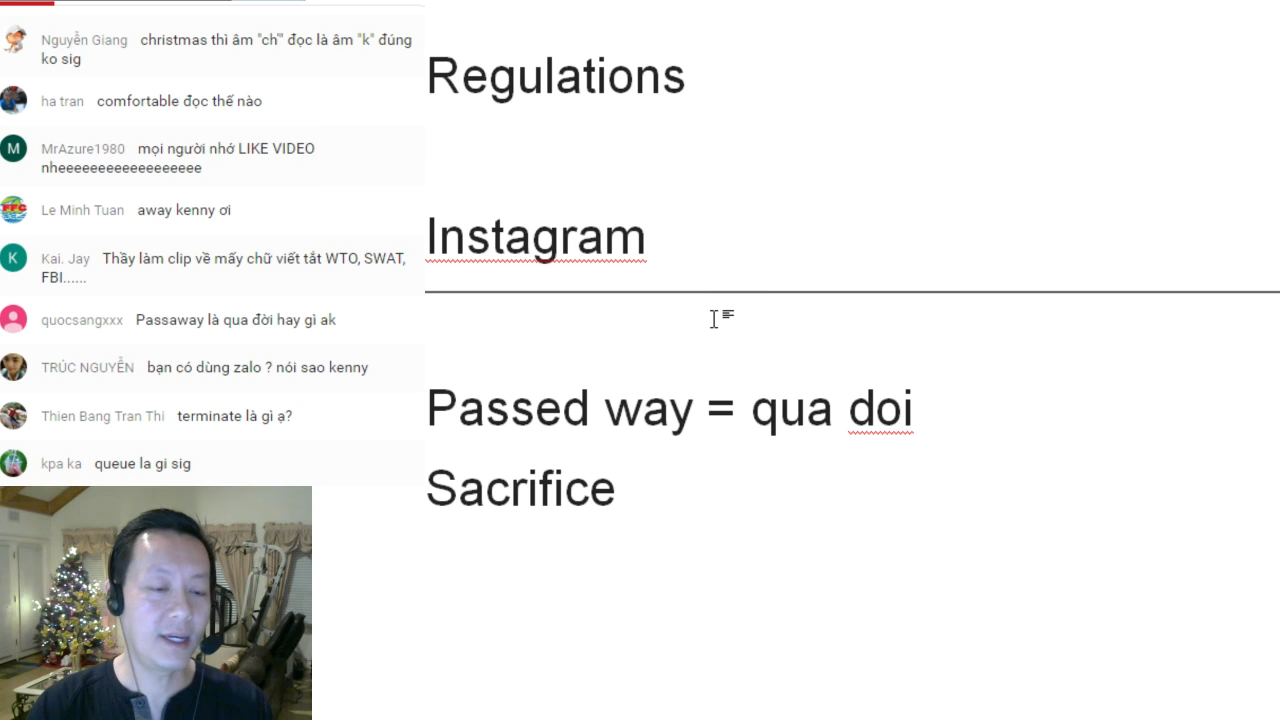 Nguyễn Giang christmas thì âm "ch'" đọc là âm "k" đúng
ko sig
ha tran comfortable đọc thế nào
M MrAzure1980 mọi người nhớ LIKE VIDEO
nheeeeeeeeeeeeeeeeee
Le Minh Tuan away kenny ơi
K Kai. Jay Thầy làm clip về mấy chữ viết tắt WTO, SWAT,
FBI......
quocsangxxx Passaway là qua đời hay gì ak
TRÚC NGUYỄN bạn có dùng zalo ? nói sao kenny
Thien Bang Tran Thi terminate là gì ạ?
kpa ka queue la gi sig
Regulations
Instagram
Passed way = qua doi
Sacrifice